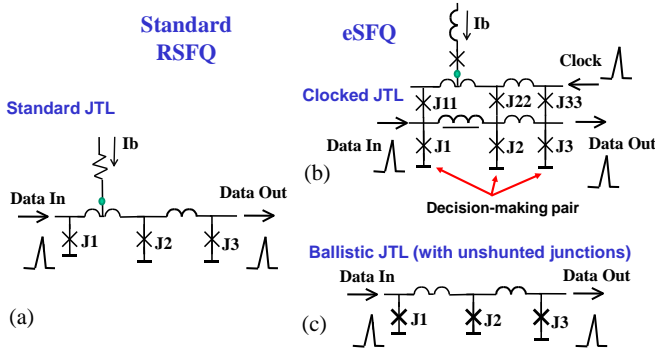 Standard
RSFQ
Standard JTL
Ib
Data In
Data Out
J1
J2
J3
(a)
eSFQ
Ib
Clock
Clocked JTL
J11
J22
J33
Data In
Data Out
J1
J2
J3
(b)
Decision-making pair
Ballistic JTL (with unshunted junctions)
Data In
Data Out
J1
J2
J3
(c)